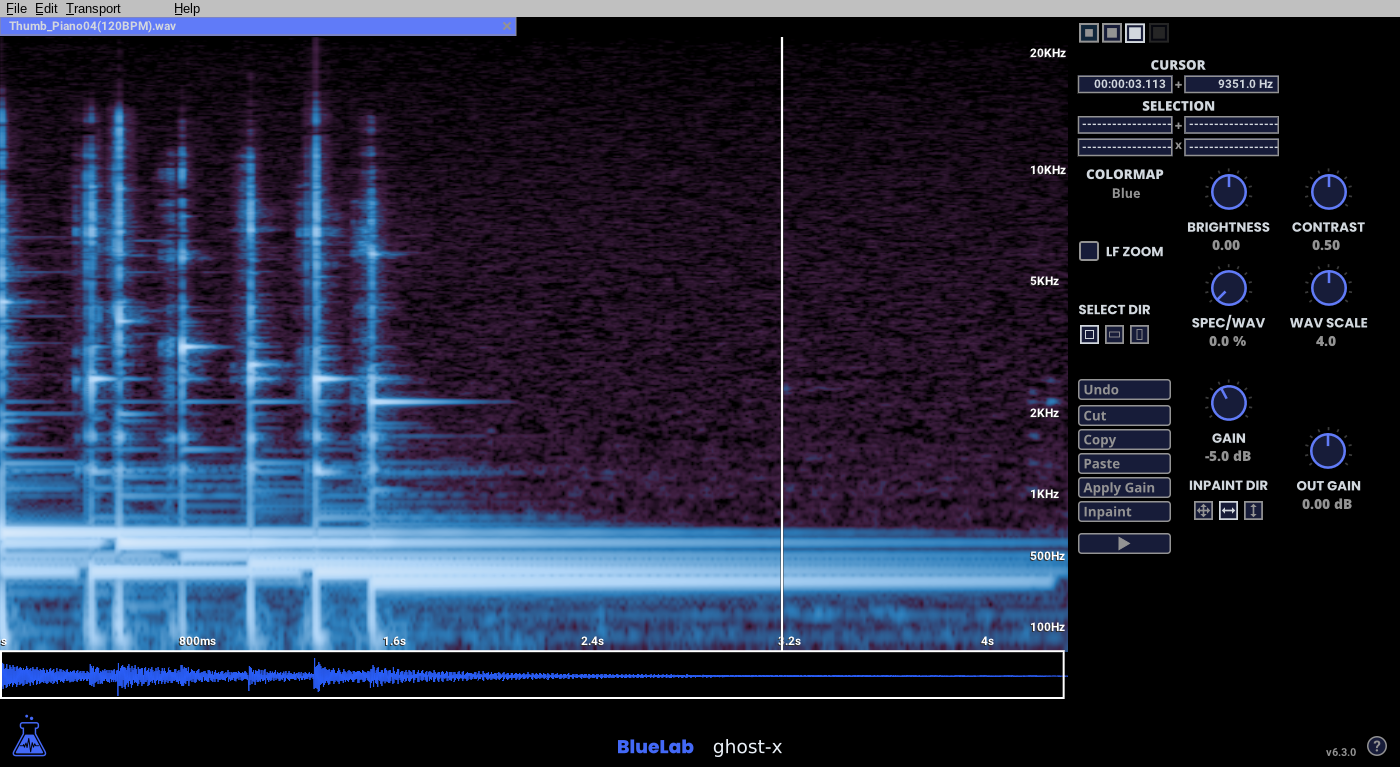 File Edit Transport Help
Thumb_Piano04(120BPM).wav
20KHz
10KHz
5KHz
2KHz
1KHz
500Hz
100Hz
s 800ms 1.6s 2.4s 3.2s 4s
CURSOR
00:00:03.113 + 9351.0 Hz
SELECTION
------------------ + ------------------
------------------ x ------------------
COLORMAP
Blue
BRIGHTNESS
0.00
CONTRAST
0.50
LF ZOOM
SELECT DIR
SPEC/WAV
0.0 %
WAV SCALE
4.0
Undo
Cut
Copy
Paste
Apply Gain
Inpaint
GAIN
-5.0 dB
INPAINT DIR
OUT GAIN
0.00 dB
BlueLab ghost-x
v6.3.0 ?